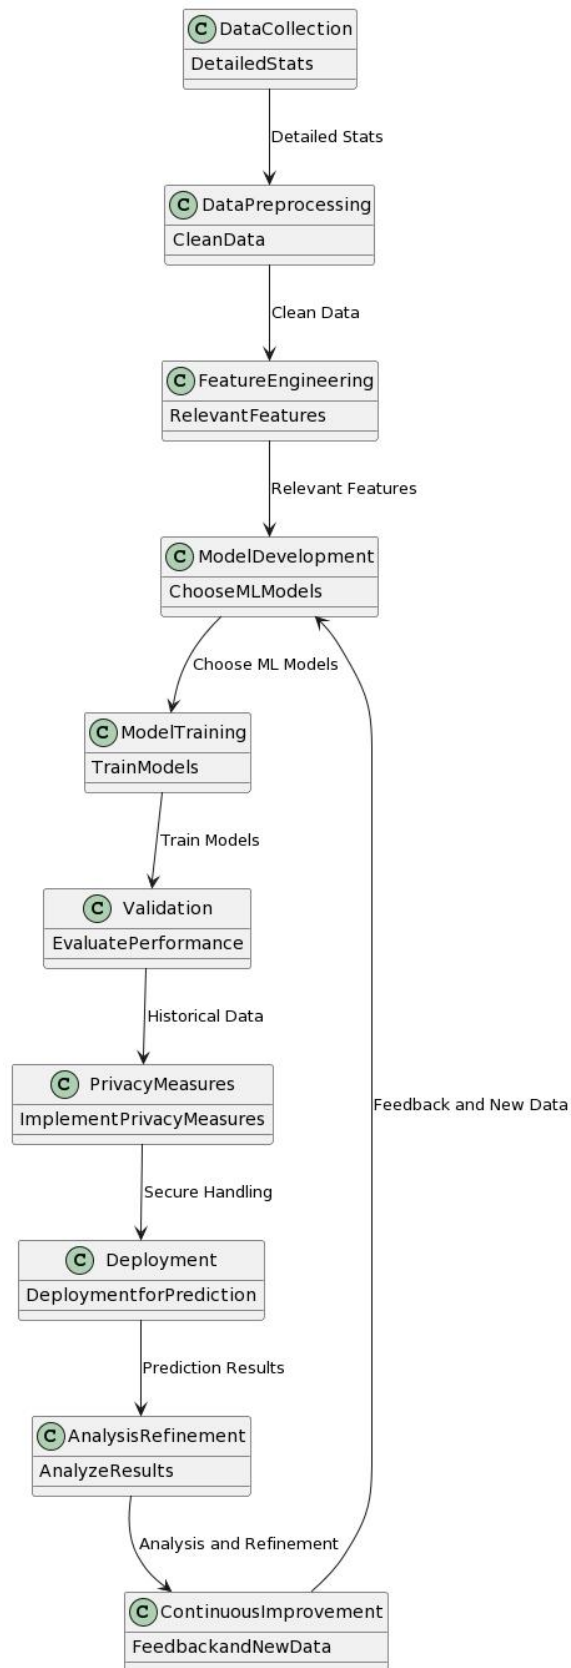 C DataCollection
DetailedStats
Detailed Stats
C DataPreprocessing
CleanData
Clean Data
C FeatureEngineering
RelevantFeatures
Relevant Features
C ModelDevelopment
ChooseMLModels
Choose ML Models
C ModelTraining
TrainModels
Train Models
C Validation
EvaluatePerformance
Historical Data
C PrivacyMeasures
ImplementPrivacyMeasures
Feedback and New Data
Secure Handling
C Deployment
DeploymentforPrediction
Prediction Results
C AnalysisRefinement
AnalyzeResults
Analysis and Refinement
C ContinuousImprovement
FeedbackandNewData